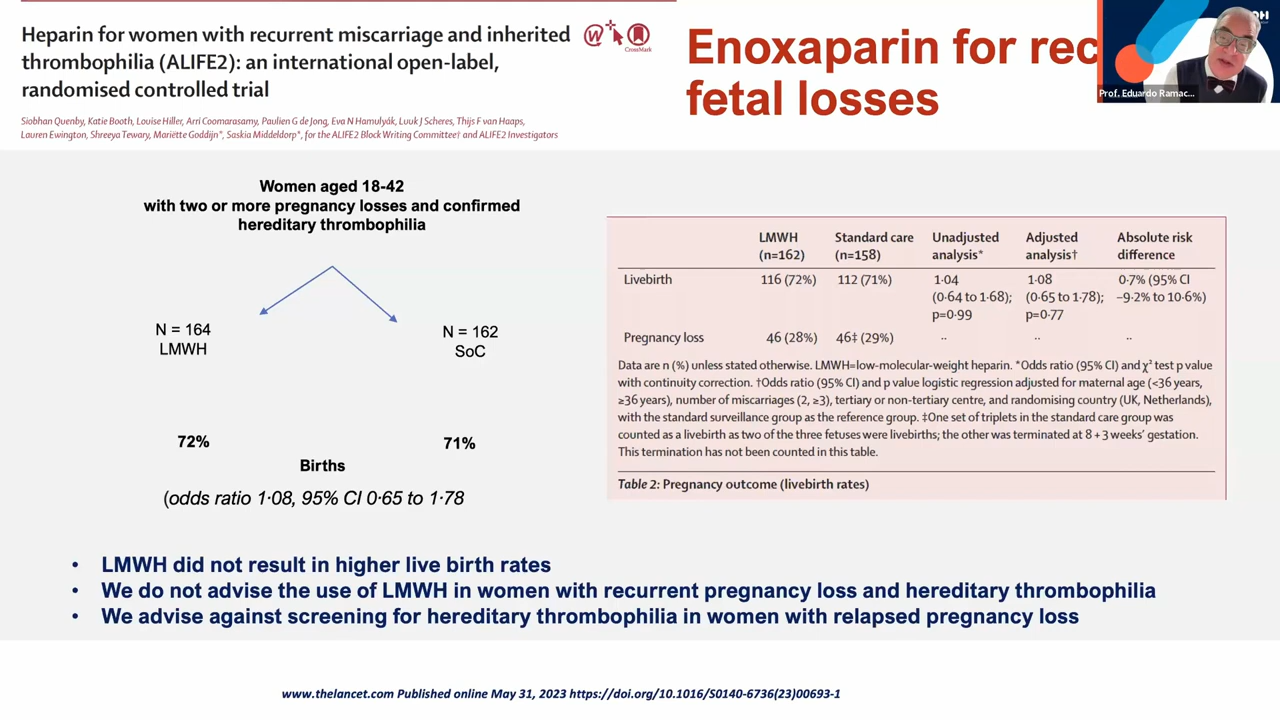 Heparin for women with recurrent miscarriage and inherited
thrombophilia (ALIFE2): an international open-label,
randomised controlled trial
CrossMark
Siobhan Quenby, Katie Booth, Louise Hiller, Arri Coomarasamy, Paulien G de Jong, Eva N Hamulyák, Luuk J Scheres, Thijs F van Haaps,
Lauren Ewington, Shreeya Tewary, Mariëtte Goddijn*, Saskia Middeldorp*, for the ALIFE2 Block Writing Committee† and ALIFE2 Investigators
Enoxaparin for rec
fetal losses
Prof. Eduardo Ramac...
Women aged 18-42
with two or more pregnancy losses and confirmed
hereditary thrombophilia
N = 164
LMWH
N = 162
SoC
72%
71%
Births
(odds ratio 1·08, 95% CI 0·65 to 1·78
LMWH Standard care Unadjusted Adjusted Absolute risk
(n=162) (n=158) analysis* analysis† difference
Livebirth 116 (72%) 112 (71%) 1·04 1·08 0·7% (95% CI
(0·64 to 1·68); (0·65 to 1·78); –9·2% to 10·6%)
p=0·99 p=0·77
Pregnancy loss 46 (28%) 46‡ (29%) ·· ·· ··
Data are n (%) unless stated otherwise. LMWH=low-molecular-weight heparin. *Odds ratio (95% CI) and χ² test p value
with continuity correction. †Odds ratio (95% CI) and p value logistic regression adjusted for maternal age (<36 years,
≥36 years), number of miscarriages (2, ≥3), tertiary or non-tertiary centre, and randomising country (UK, Netherlands),
with the standard surveillance group as the reference group. ‡One set of triplets in the standard care group was
counted as a livebirth as two of the three fetuses were livebirths; the other was terminated at 8 + 3 weeks' gestation.
This termination has not been counted in this table.
Table 2: Pregnancy outcome (livebirth rates)
• LMWH did not result in higher live birth rates
• We do not advise the use of LMWH in women with recurrent pregnancy loss and hereditary thrombophilia
• We advise against screening for hereditary thrombophilia in women with relapsed pregnancy loss
www.thelancet.com Published online May 31, 2023 https://doi.org/10.1016/S0140-6736(23)00693-1